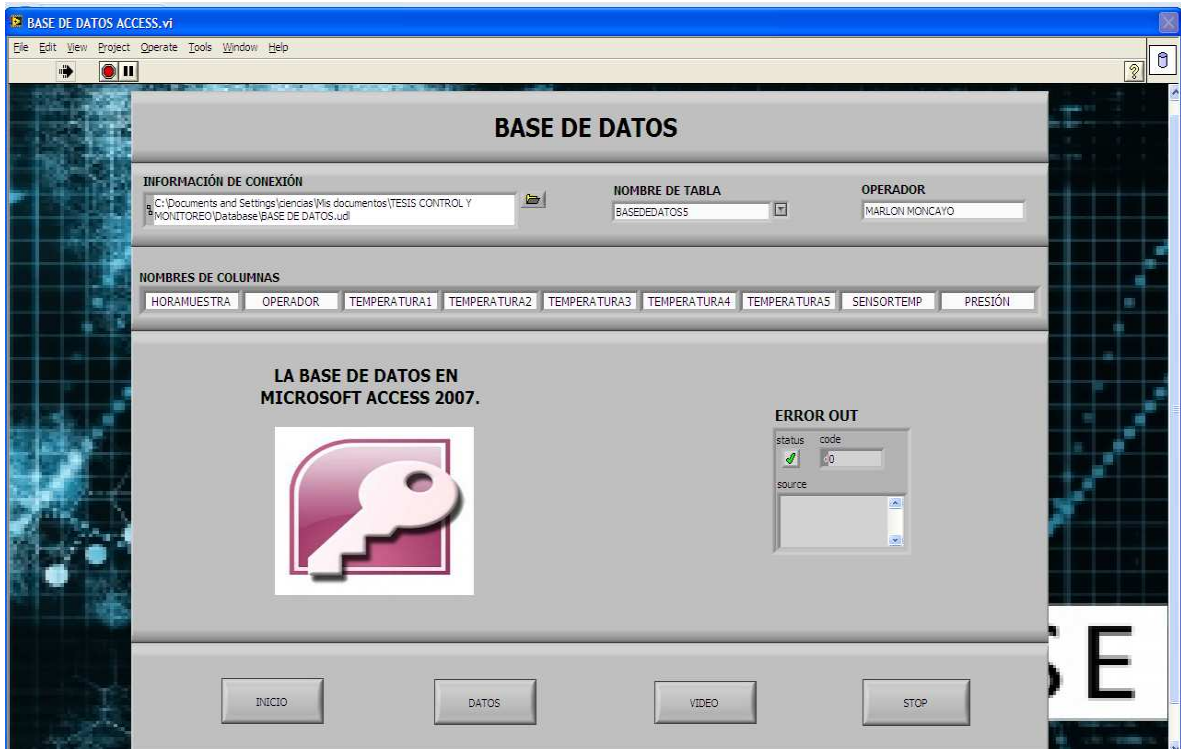 BASE DE DATOS ACCESS.vi
File Edit View Project Operate Tools Window Help
BASE DE DATOS
INFORMACIÓN DE CONEXIÓN
C:\Documents and Settings\ciencias\Mis documentos\TESIS CONTROL Y
MONITOREO\Database\BASE DE DATOS.udl
NOMBRE DE TABLA
BASEDEDATOS5
OPERADOR
MARLON MONCAYO
NOMBRES DE COLUMNAS
HORAMUESTRA OPERADOR TEMPERATURA1 TEMPERATURA2 TEMPERATURA3 TEMPERATURA4 TEMPERATURA5 SENSORTEMP PRESIÓN
LA BASE DE DATOS EN
MICROSOFT ACCESS 2007.
ERROR OUT
status code
0
source
SE
INICIO DATOS VIDEO STOP